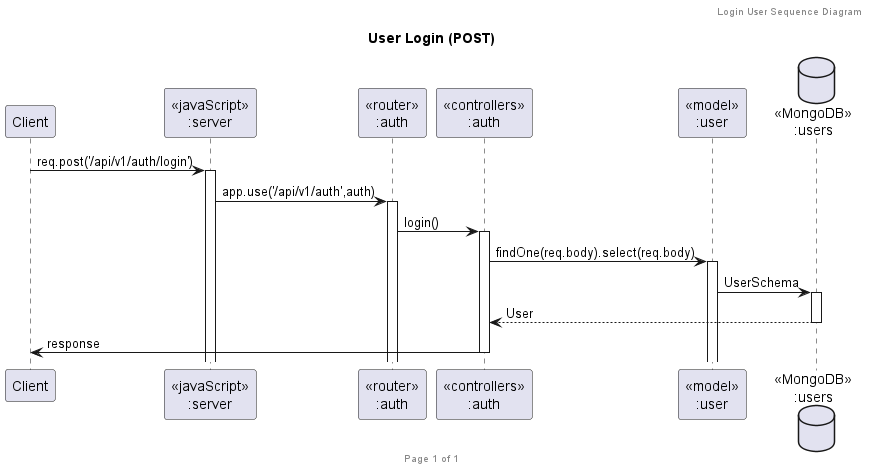 Login User Sequence Diagram
User Login (POST)
Client
«javaScript»
:server
«router»
:auth
«controllers»
:auth
«model»
:user
«MongoDB»
:users
req.post('/api/v1/auth/login')
app.use('/api/v1/auth',auth)
login()
findOne(req.body).select(req.body)
UserSchema
User
response
Client
«javaScript»
:server
«router»
:auth
«controllers»
:auth
«model»
:user
«MongoDB»
:users
Page 1 of 1